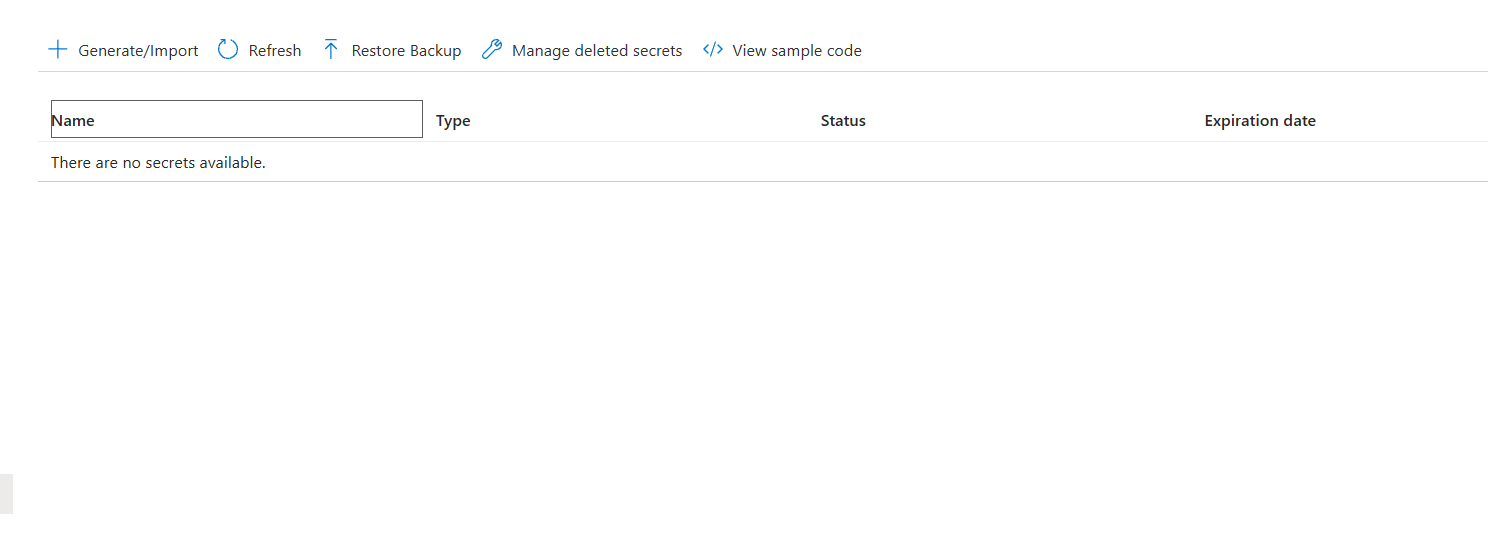 Generate/Import Refresh Restore Backup Manage deleted secrets </> View sample code
Name Type Status Expiration date
There are no secrets available.